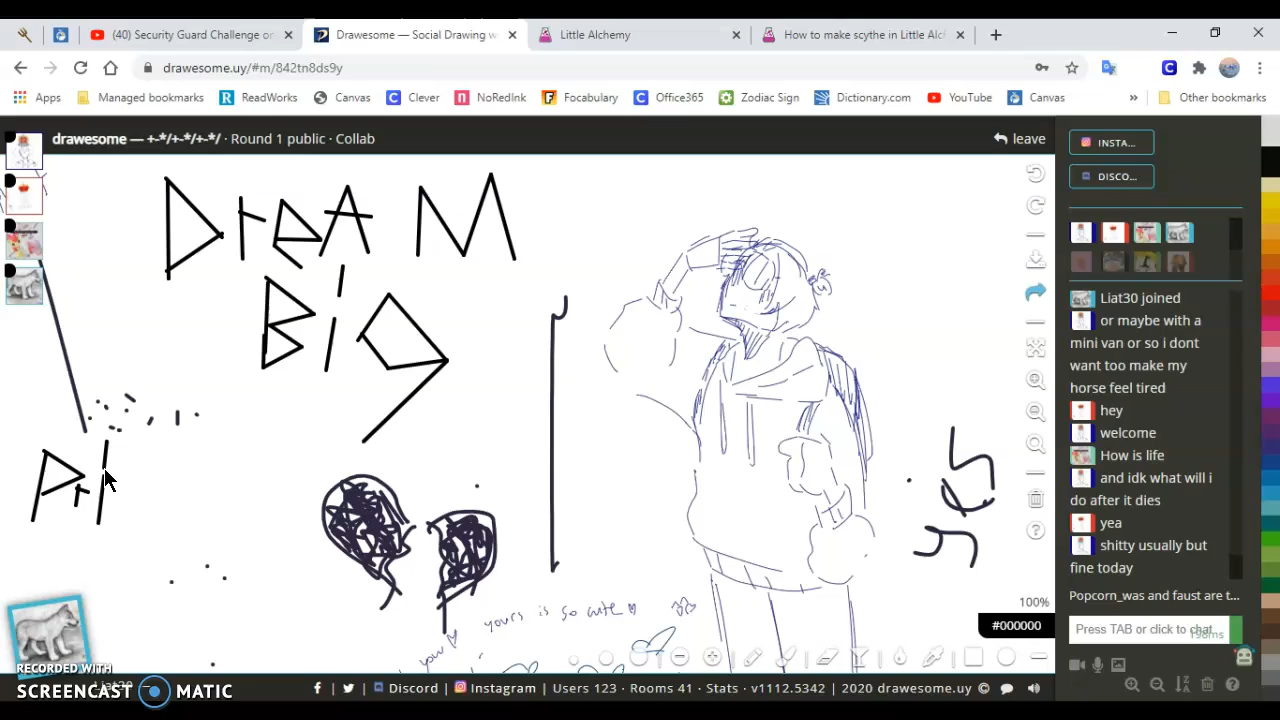 (40) Security Guard Challenge on
Drawesome — Social Drawing w
Little Alchemy
How to make scythe in Little Alc
drawesome.uy/#m/842tn8ds9y
Apps
Managed bookmarks
ReadWorks
Canvas
Clever
NoRedInk
Focabulary
Office365
Zodiac Sign
Dictionary.com
YouTube
Canvas
»
Other bookmarks
drawesome — +-*/+-*/+-*/ · Round 1 public · Collab
leave
INSTA...
DISCO...
DreAM
BIg
Liat30 joined
or maybe with a
mini van or so i dont
want too make my
horse feel tired
hey
welcome
How is life
and idk what will i
do after it dies
yea
shitty usually but
fine today
Popcorn_was and faust are t...
Press TAB or click to chat
198ms
yours is so cute
100%
#000000
RECORDED WITH
SCREENCAST MATIC
Discord | Instagram | Users 123 · Rooms 41 · Stats · v1112.5342 | 2020 drawesome.uy ©